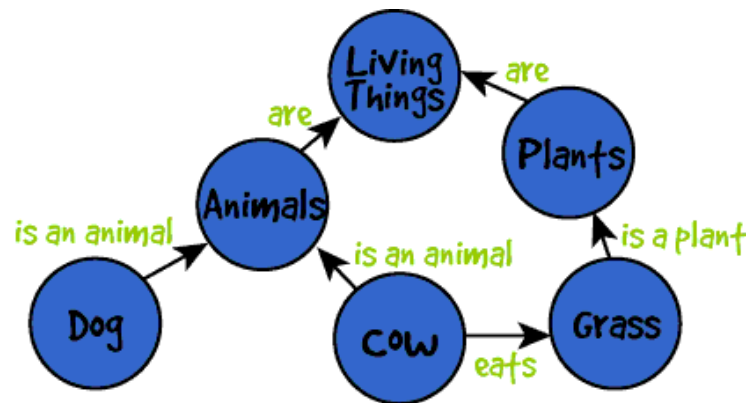 Living
Things
are
are
Plants
Animals
is an animal
is an animal
is a plant
Dog
Cow
Grass
eats